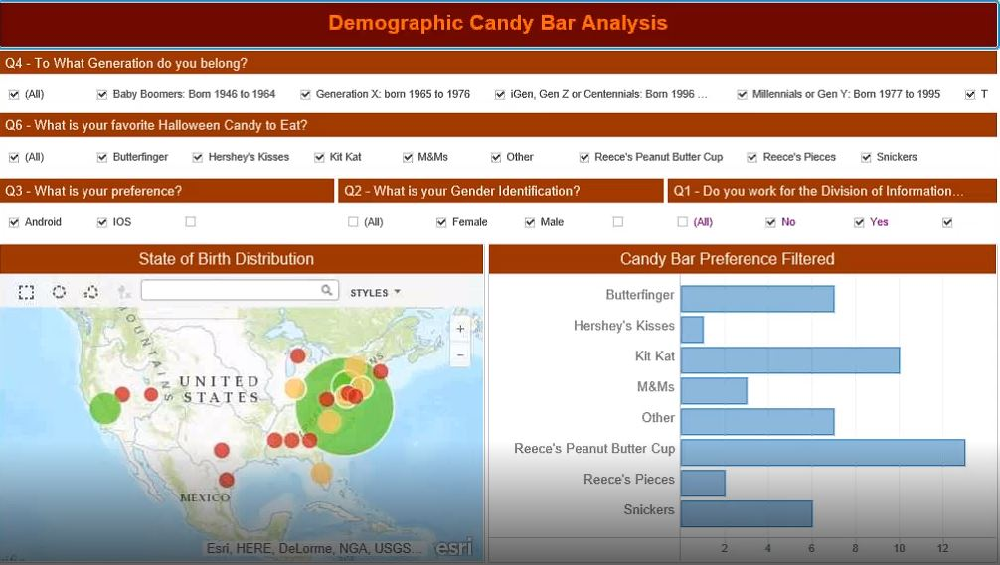 Demographic Candy Bar Analysis
Q4 - To What Generation do you belong?
(All) Baby Boomers: Born 1946 to 1964 Generation X: born 1965 to 1976 iGen, Gen Z or Centennials: Born 1996 ... Millennials or Gen Y: Born 1977 to 1995 T
Q6 - What is your favorite Halloween Candy to Eat?
(All) Butterfinger Hershey's Kisses Kit Kat M&Ms Other Reece's Peanut Butter Cup Reece's Pieces Snickers
Q3 - What is your preference? Q2 - What is your Gender Identification? Q1 - Do you work for the Division of Information...
Android IOS (All) Female Male (All) No Yes
State of Birth Distribution
STYLES
+
−
MOUNTAINS
UNITED
STATES
MEXICO
Esri, HERE, DeLorme, NGA, USGS... esri
Candy Bar Preference Filtered
Butterfinger
Hershey's Kisses
Kit Kat
M&Ms
Other
Reece's Peanut Butter Cup
Reece's Pieces
Snickers
2 4 6 8 10 12